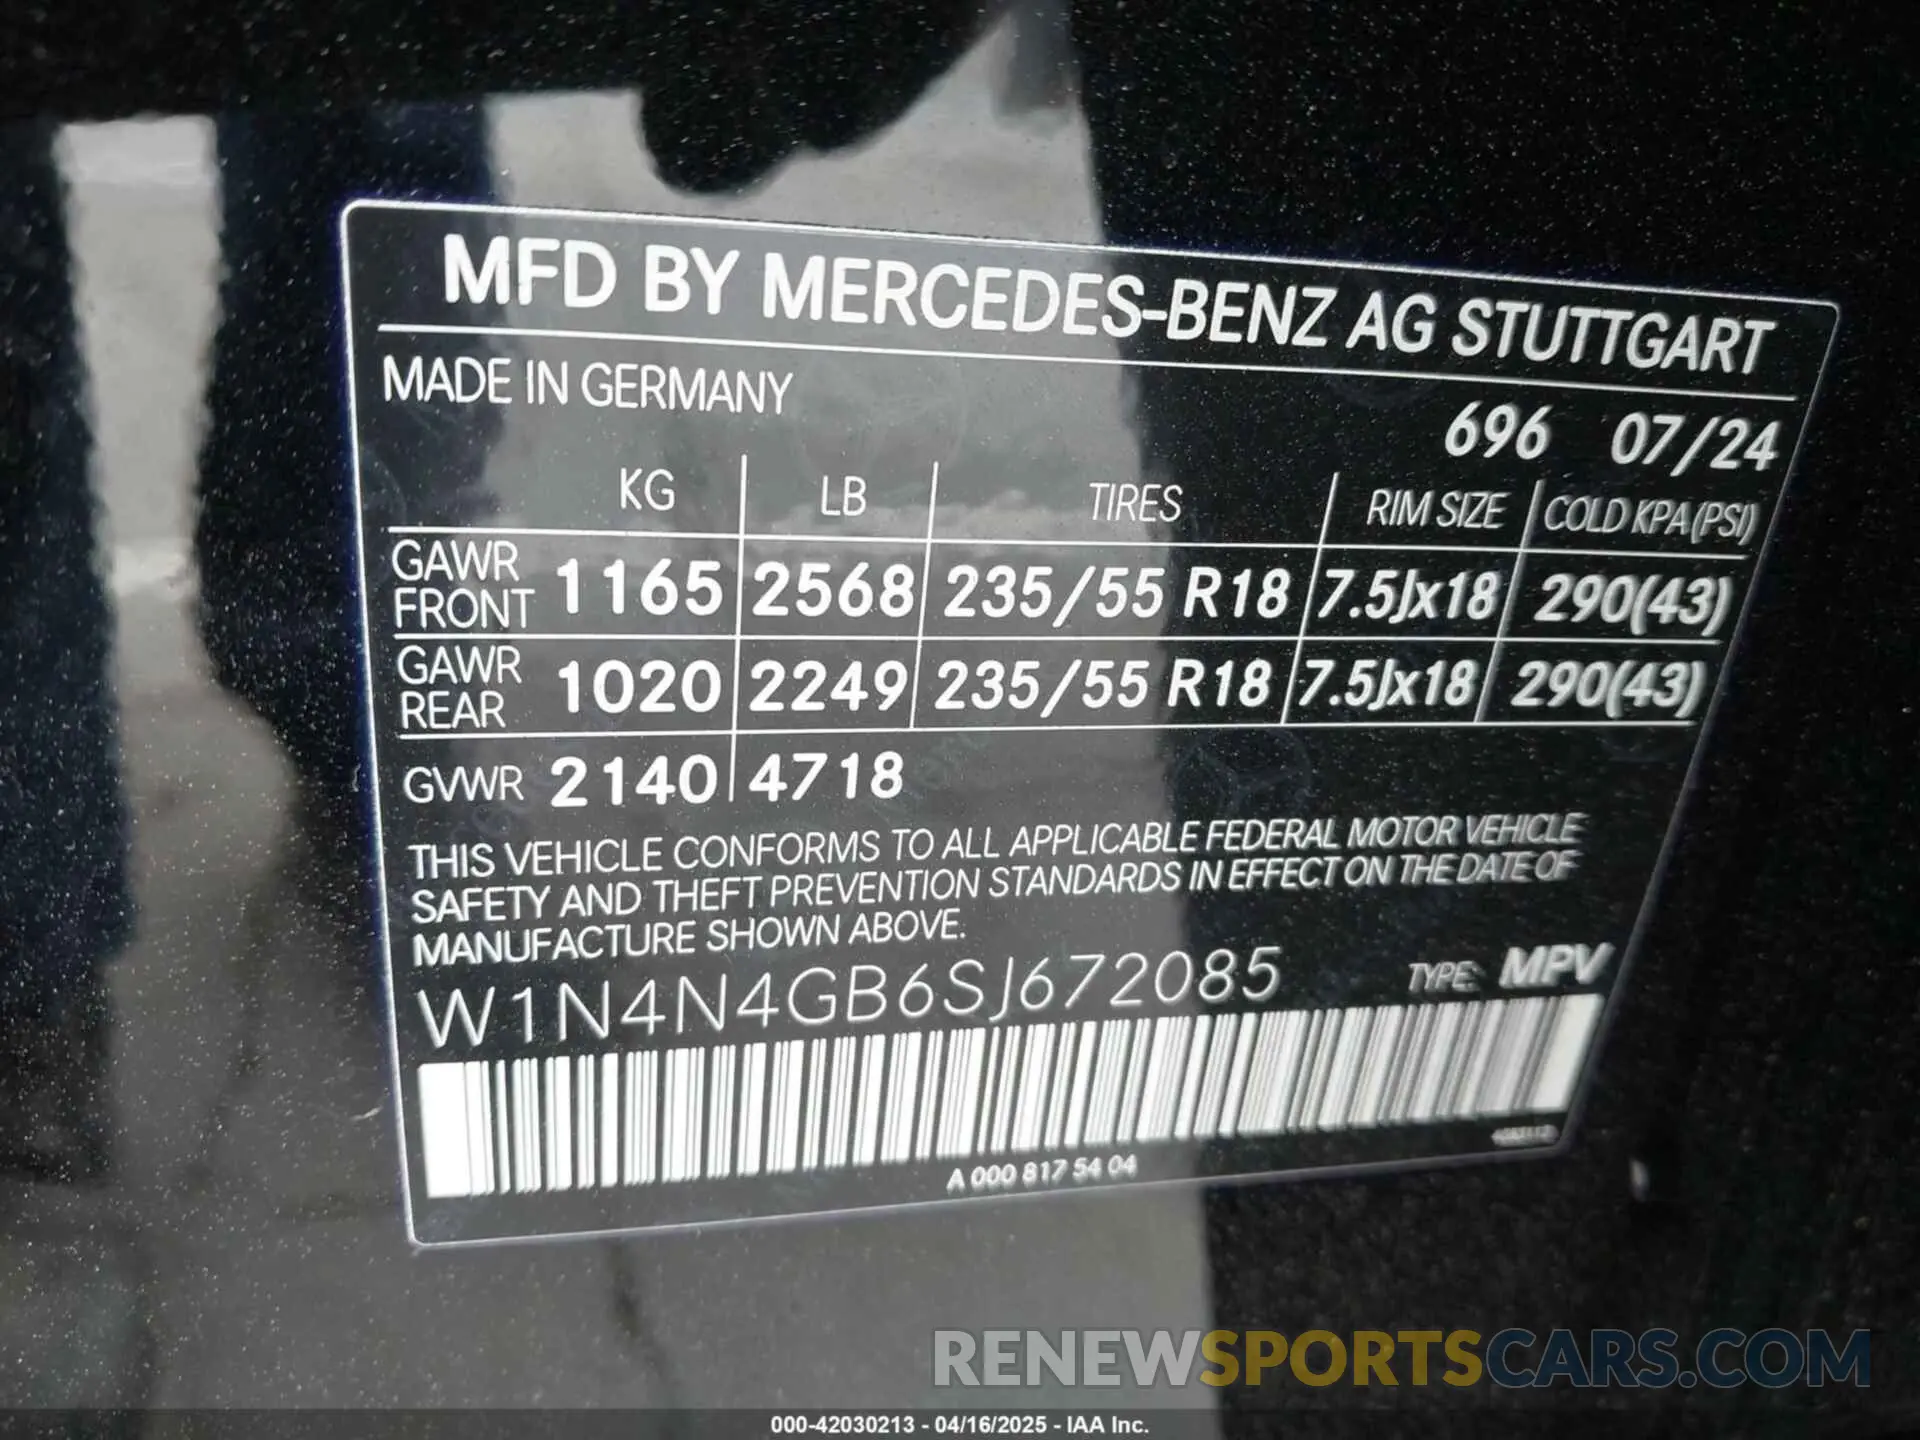 MFD BY MERCEDES-BENZ AG STUTTGART
MADE IN GERMANY
696 07/24
KG LB TIRES RIM SIZE COLD KPA(PSI)
GAWR FRONT 1165 2568 235/55 R18 7.5Jx18 290(43)
GAWR REAR 1020 2249 235/55 R18 7.5Jx18 290(43)
GVWR 2140 4718
THIS VEHICLE CONFORMS TO ALL APPLICABLE FEDERAL MOTOR VEHICLE
SAFETY AND THEFT PREVENTION STANDARDS IN EFFECT ON THE DATE OF
MANUFACTURE SHOWN ABOVE.
W1N4N4GB6SJ672085 TYPE: MPV
A 000 817 54 04
RENEWSPORTSCARS.COM
000-42030213 - 04/16/2025 - IAA Inc.